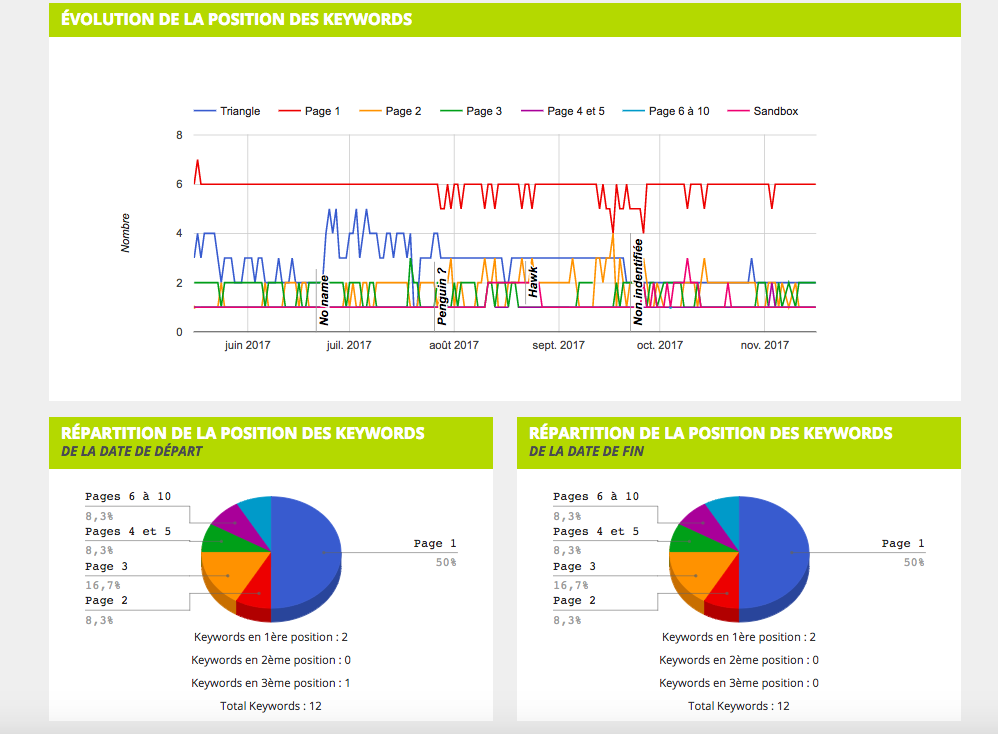 ÉVOLUTION DE LA POSITION DES KEYWORDS
Triangle Page 1 Page 2 Page 3 Page 4 et 5 Page 6 à 10 Sandbox
Nombre
8
6
4
2
0
No name
Penguin ?
Hawk
Non.indentifiée
juin 2017 juil. 2017 août 2017 sept. 2017 oct. 2017 nov. 2017
RÉPARTITION DE LA POSITION DES KEYWORDS
DE LA DATE DE DÉPART
Pages 6 à 10
8,3%
Pages 4 et 5
8,3%
Page 3
16,7%
Page 2
8,3%
Page 1
50%
Keywords en 1ère position : 2
Keywords en 2ème position : 0
Keywords en 3ème position : 1
Total Keywords : 12
RÉPARTITION DE LA POSITION DES KEYWORDS
DE LA DATE DE FIN
Pages 6 à 10
8,3%
Pages 4 et 5
8,3%
Page 3
16,7%
Page 2
8,3%
Page 1
50%
Keywords en 1ère position : 2
Keywords en 2ème position : 0
Keywords en 3ème position : 0
Total Keywords : 12